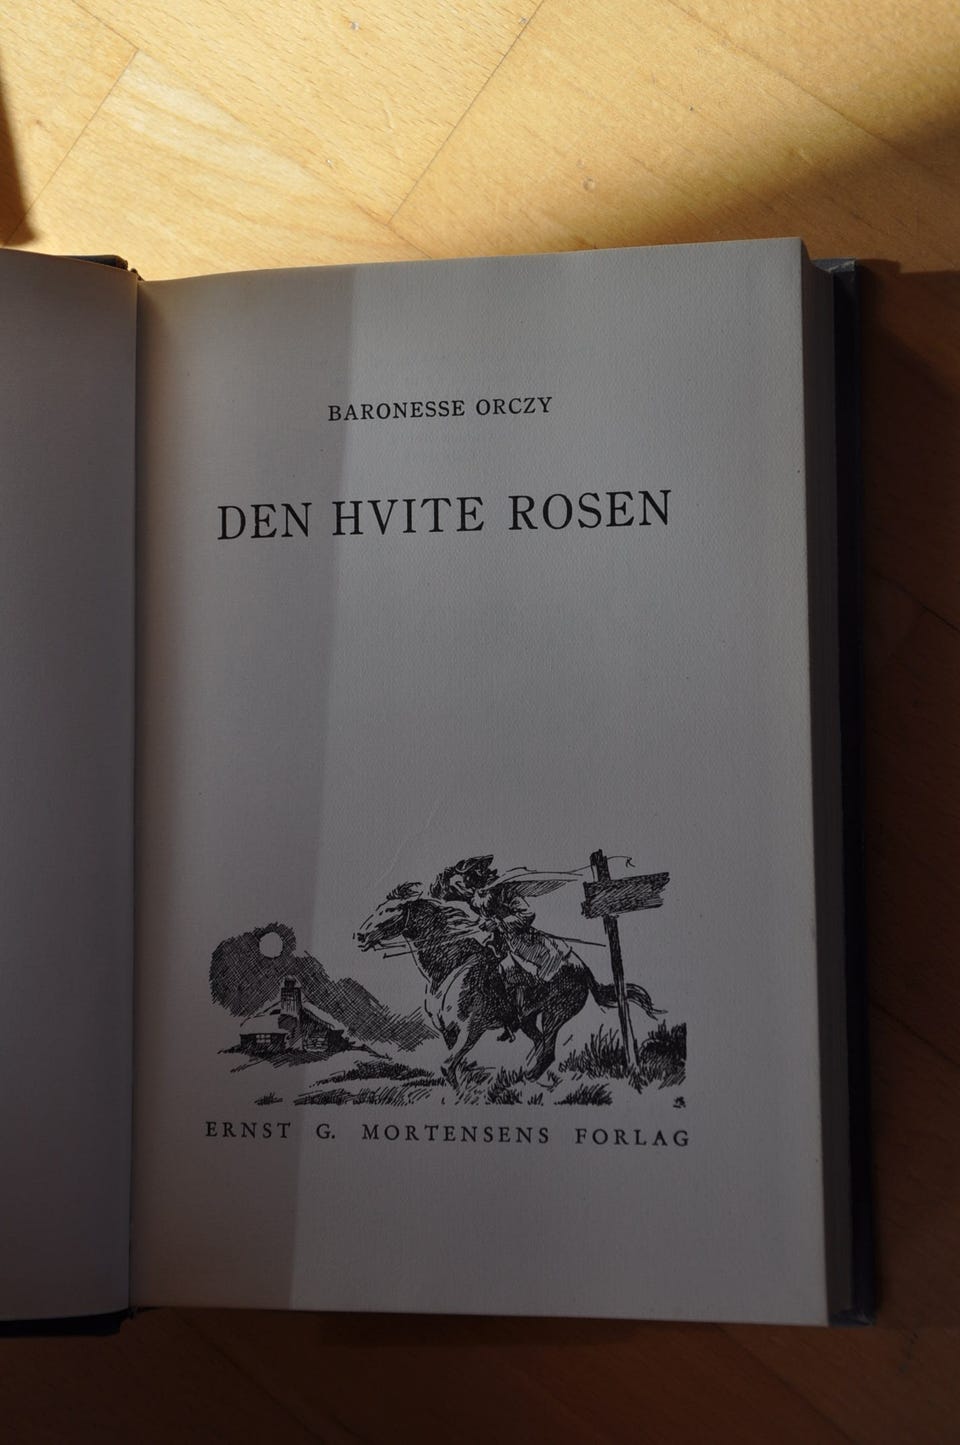 BARONESSE ORCZY
DEN HVITE ROSEN
ERNST G. MORTENSENS FORLAG